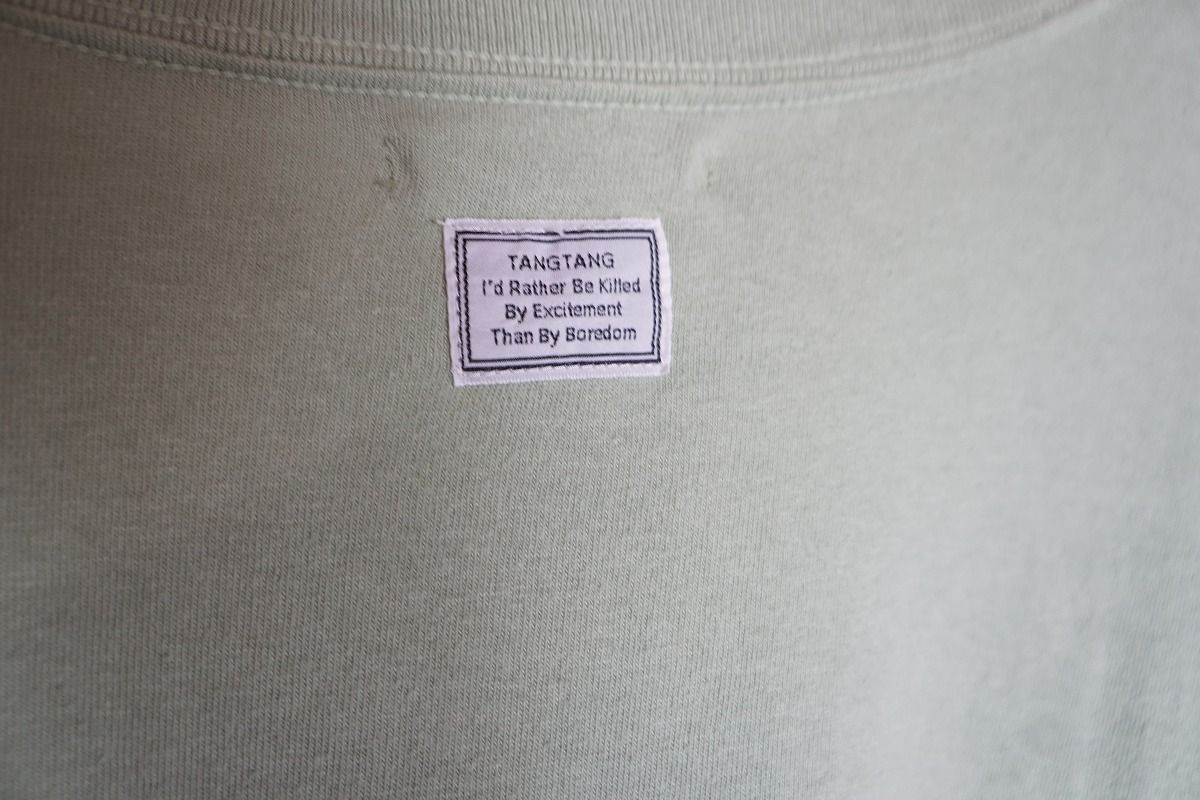 TANGTANG
I'd Rather Be Killed
By Excitement
Than By Boredom